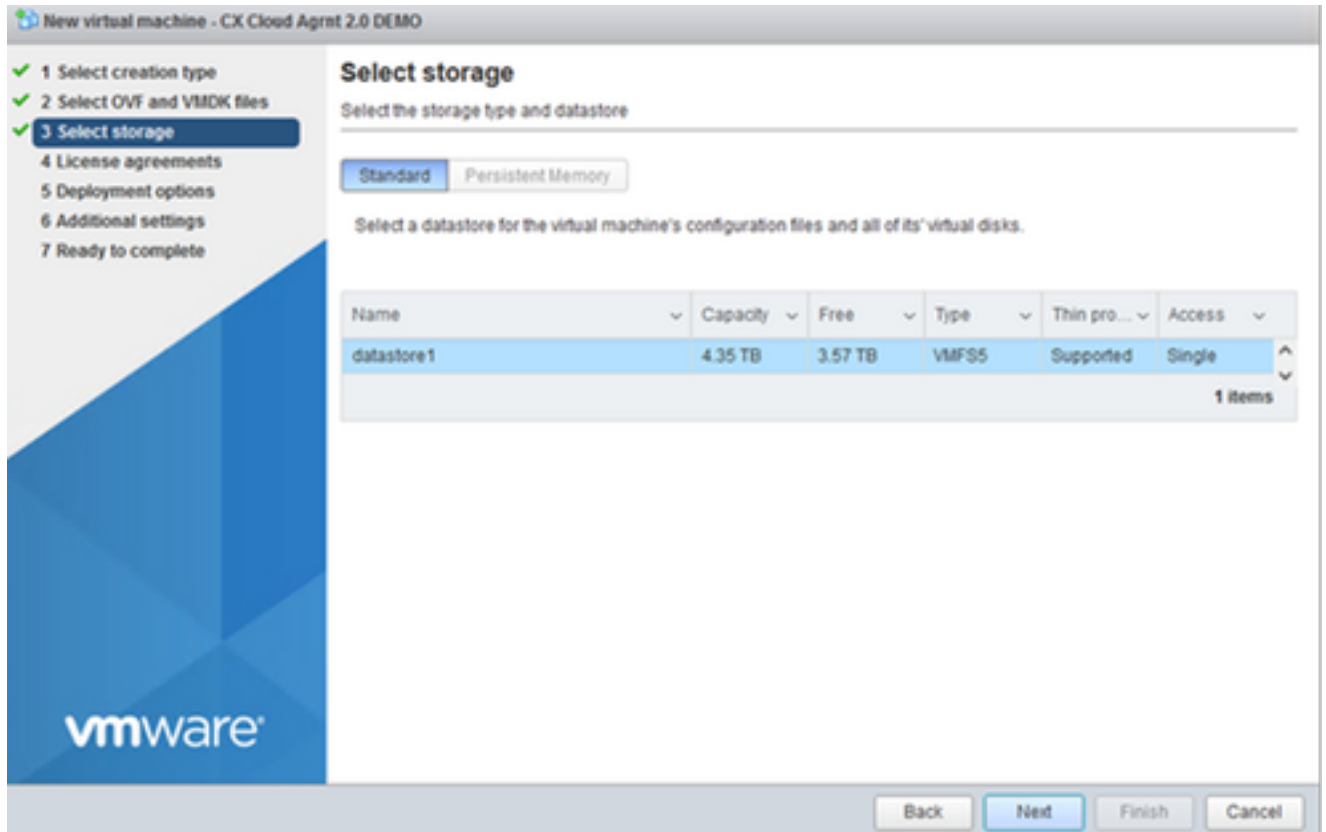 New virtual machine - CX Cloud Agrnt 2.0 DEMO
1 Select creation type
2 Select OVF and VMDK files
3 Select storage
4 License agreements
5 Deployment options
6 Additional settings
7 Ready to complete
Select storage
Select the storage type and datastore
Standard Persistent Memory
Select a datastore for the virtual machine's configuration files and all of its' virtual disks.
Name Capacity Free Type Thin pro... Access
datastore1 4.35 TB 3.57 TB VMFS5 Supported Single
1 items
vmware®
Back Next Finish Cancel